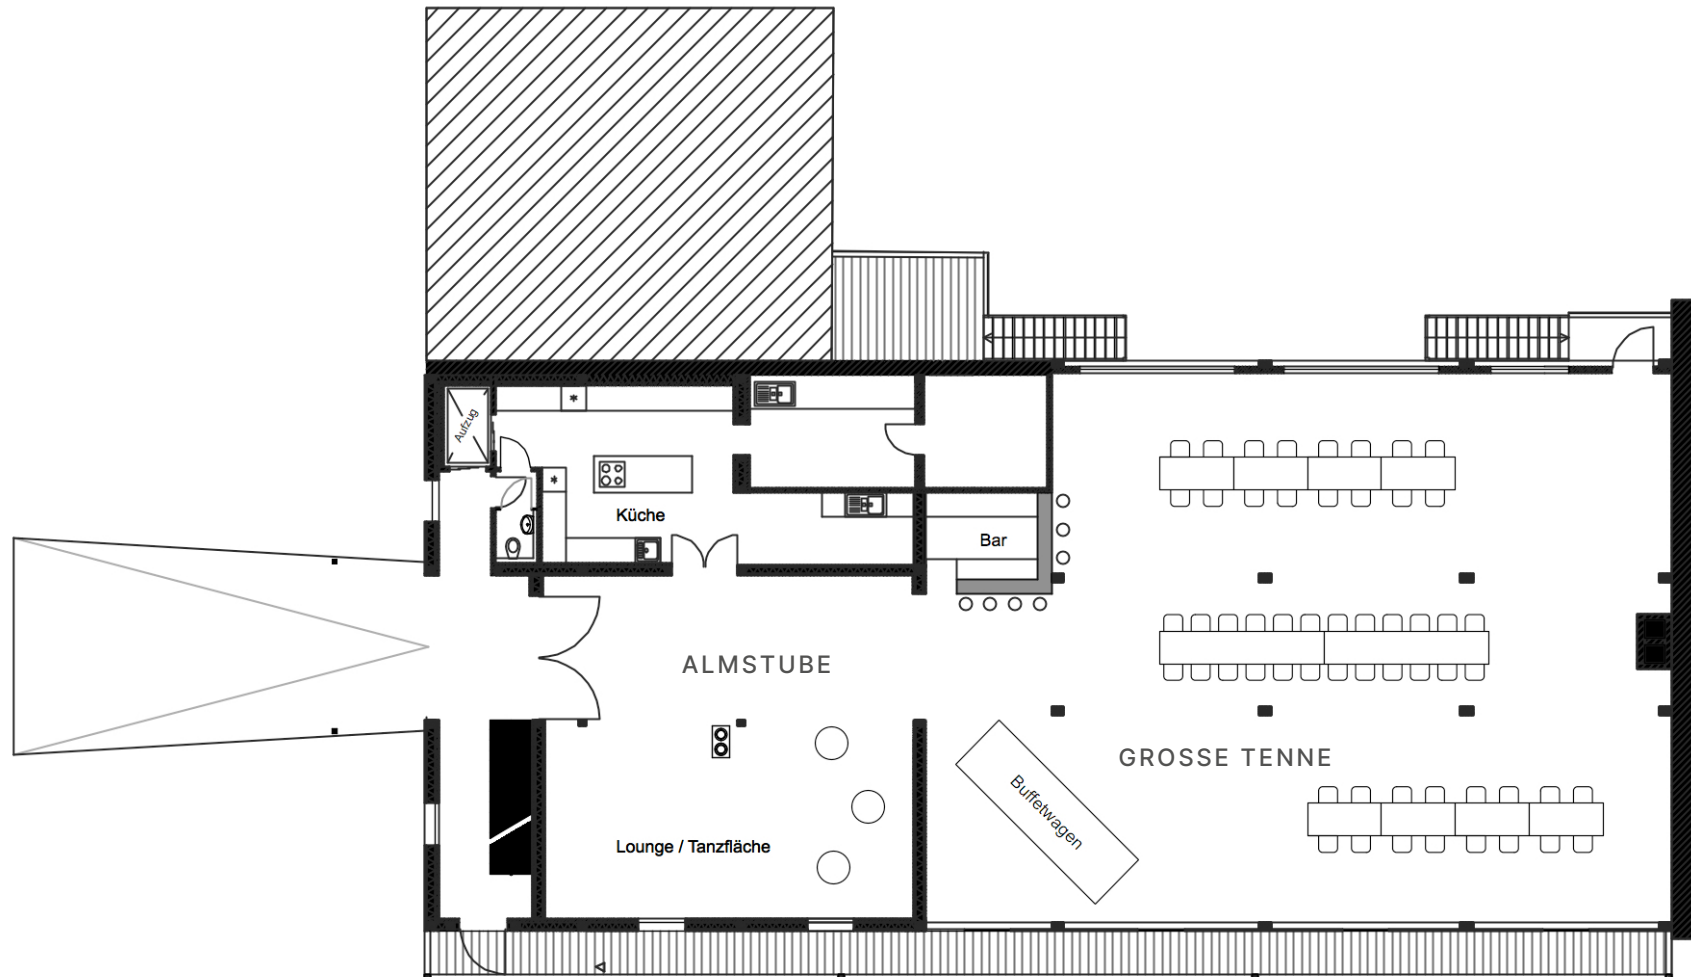 Aufzug
Küche
Bar
ALMSTUBE
GROSSE TENNE
Buffetwagen
Lounge / Tanzfläche